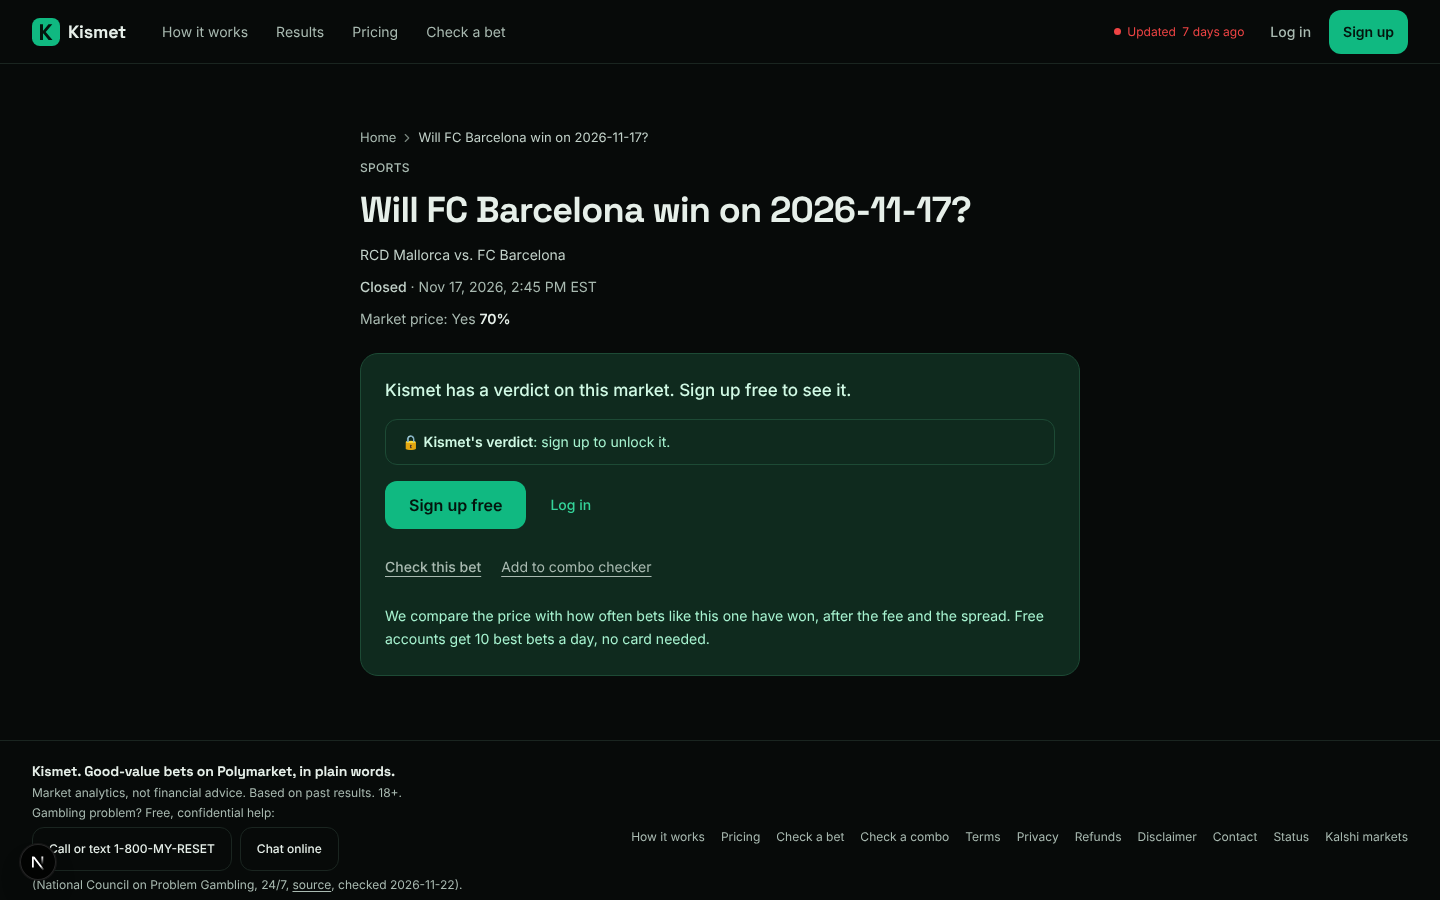 K Kismet How it works Results Pricing Check a bet Updated 7 days ago Log in Sign up
Home > Will FC Barcelona win on 2026-11-17?
SPORTS
Will FC Barcelona win on 2026-11-17?
RCD Mallorca vs. FC Barcelona
Closed · Nov 17, 2026, 2:45 PM EST
Market price: Yes 70%
Kismet has a verdict on this market. Sign up free to see it.
🔒 Kismet's verdict: sign up to unlock it.
Sign up free Log in
Check this bet Add to combo checker
We compare the price with how often bets like this one have won, after the fee and the spread. Free
accounts get 10 best bets a day, no card needed.
Kismet. Good-value bets on Polymarket, in plain words.
Market analytics, not financial advice. Based on past results. 18+.
Gambling problem? Free, confidential help:
Call or text 1-800-MY-RESET Chat online
(National Council on Problem Gambling, 24/7, source, checked 2026-11-22).
How it works Pricing Check a bet Check a combo Terms Privacy Refunds Disclaimer Contact Status Kalshi markets
N